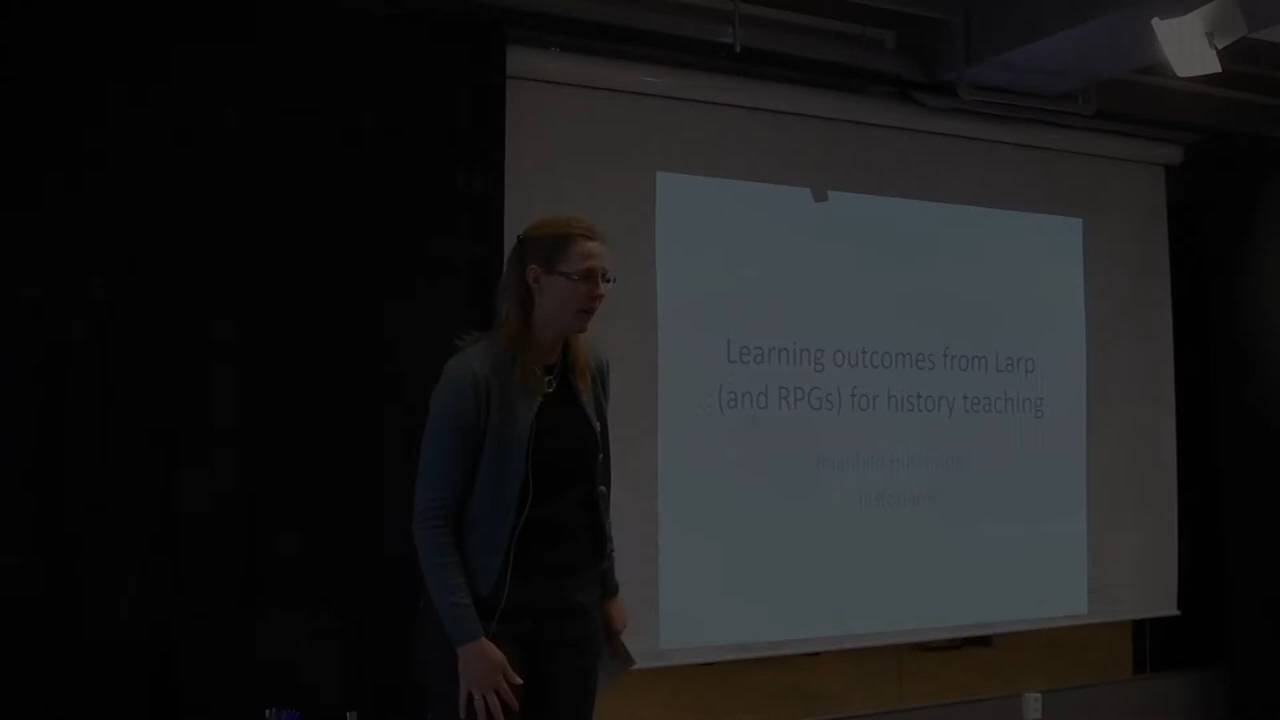 Learning outcomes from Larp
(and RPGs) for history teaching